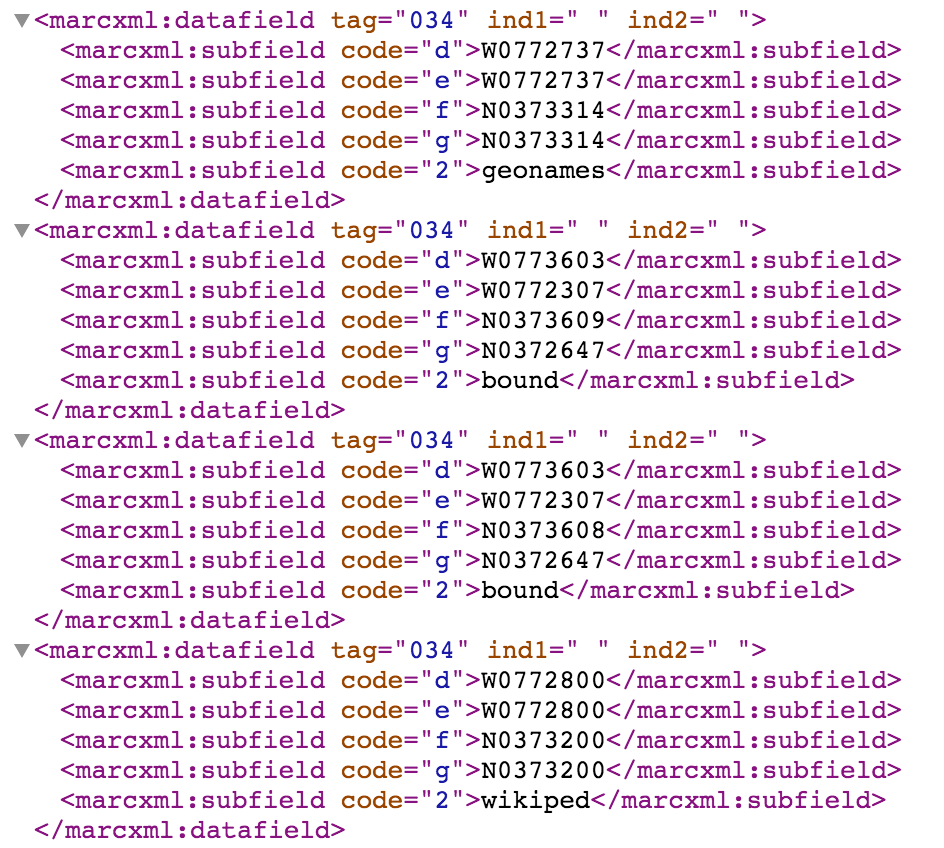 ▼<marcxml:datafield tag="034" ind1=" " ind2=" ">
<marcxml:subfield code="d">W0772737</marcxml:subfield>
<marcxml:subfield code="e">W0772737</marcxml:subfield>
<marcxml:subfield code="f">N0373314</marcxml:subfield>
<marcxml:subfield code="g">N0373314</marcxml:subfield>
<marcxml:subfield code="2">geonames</marcxml:subfield>
</marcxml:datafield>
▼<marcxml:datafield tag="034" ind1=" " ind2=" ">
<marcxml:subfield code="d">W0773603</marcxml:subfield>
<marcxml:subfield code="e">W0772307</marcxml:subfield>
<marcxml:subfield code="f">N0373609</marcxml:subfield>
<marcxml:subfield code="g">N0372647</marcxml:subfield>
<marcxml:subfield code="2">bound</marcxml:subfield>
</marcxml:datafield>
▼<marcxml:datafield tag="034" ind1=" " ind2=" ">
<marcxml:subfield code="d">W0773603</marcxml:subfield>
<marcxml:subfield code="e">W0772307</marcxml:subfield>
<marcxml:subfield code="f">N0373608</marcxml:subfield>
<marcxml:subfield code="g">N0372647</marcxml:subfield>
<marcxml:subfield code="2">bound</marcxml:subfield>
</marcxml:datafield>
▼<marcxml:datafield tag="034" ind1=" " ind2=" ">
<marcxml:subfield code="d">W0772800</marcxml:subfield>
<marcxml:subfield code="e">W0772800</marcxml:subfield>
<marcxml:subfield code="f">N0373200</marcxml:subfield>
<marcxml:subfield code="g">N0373200</marcxml:subfield>
<marcxml:subfield code="2">wikiped</marcxml:subfield>
</marcxml:datafield>